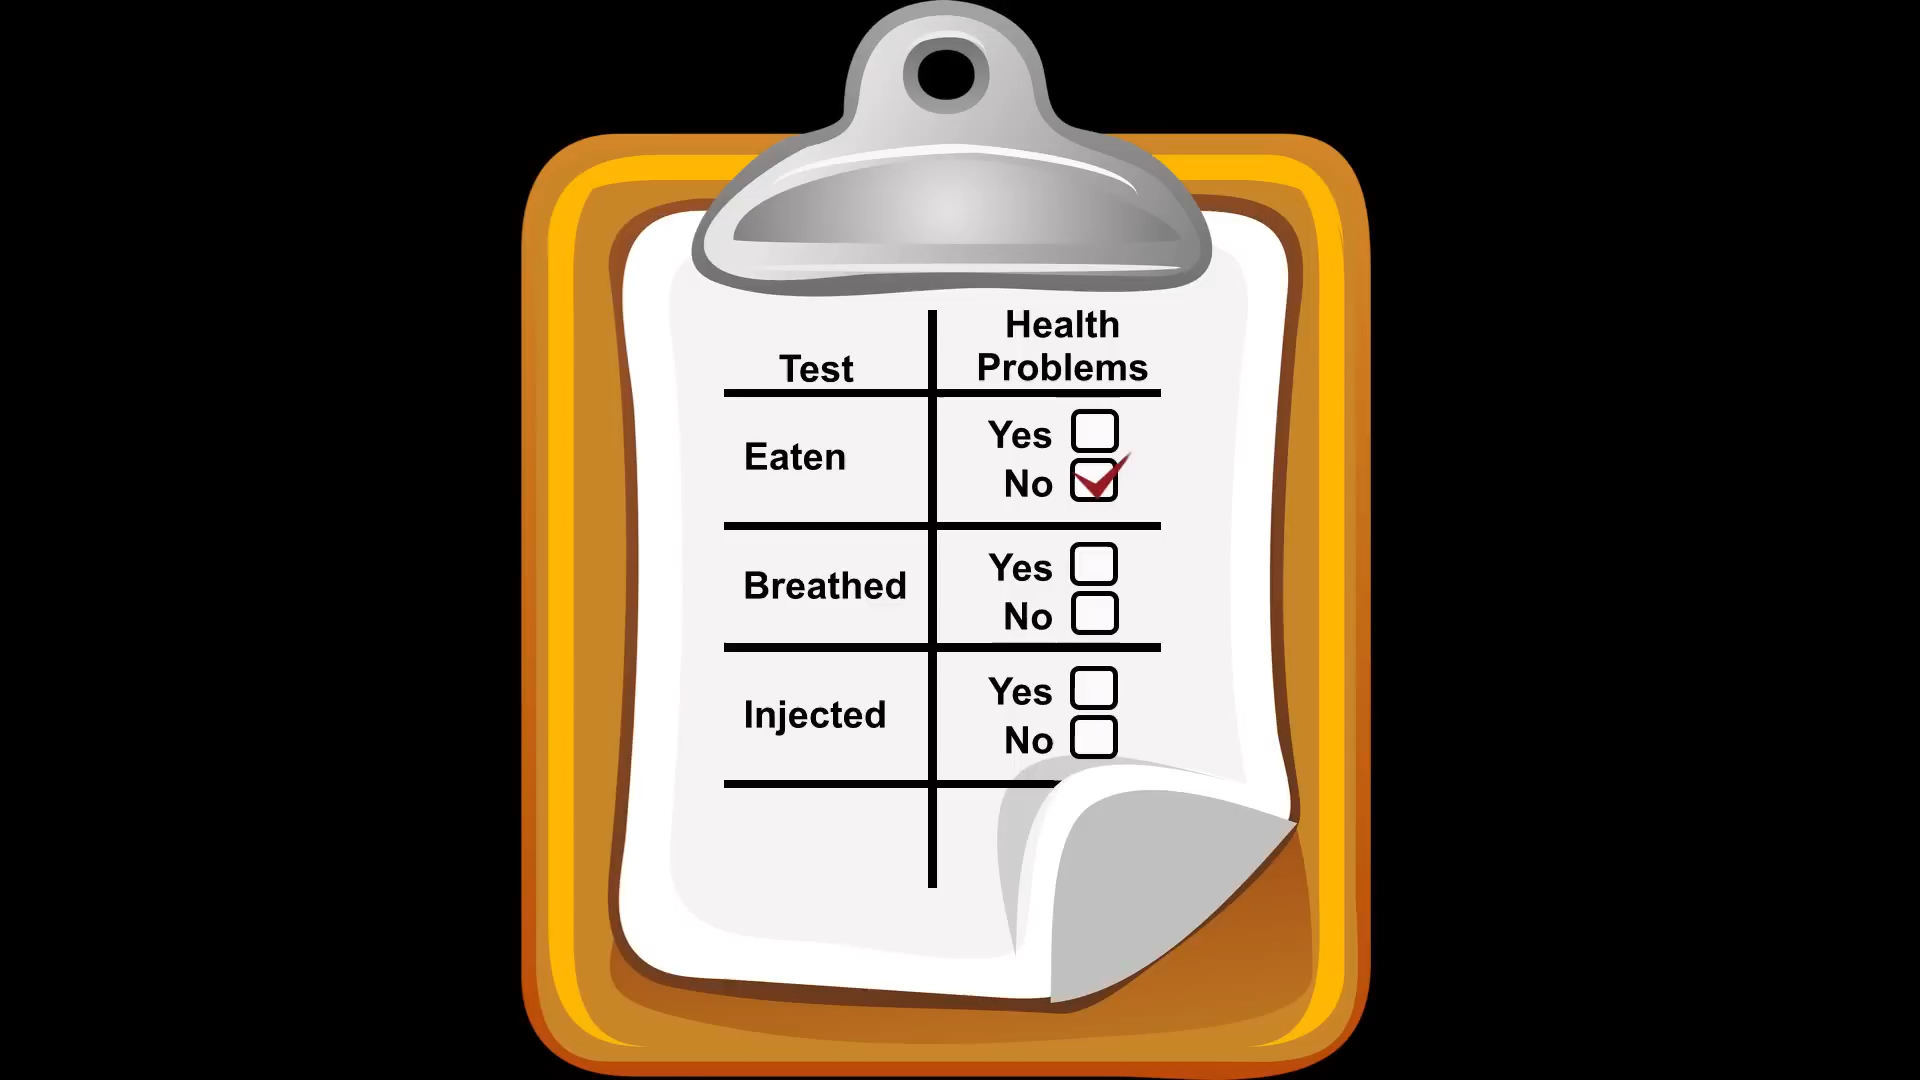 Test
Health
Problems
Eaten
Yes
No
Breathed
Yes
No
Injected
Yes
No